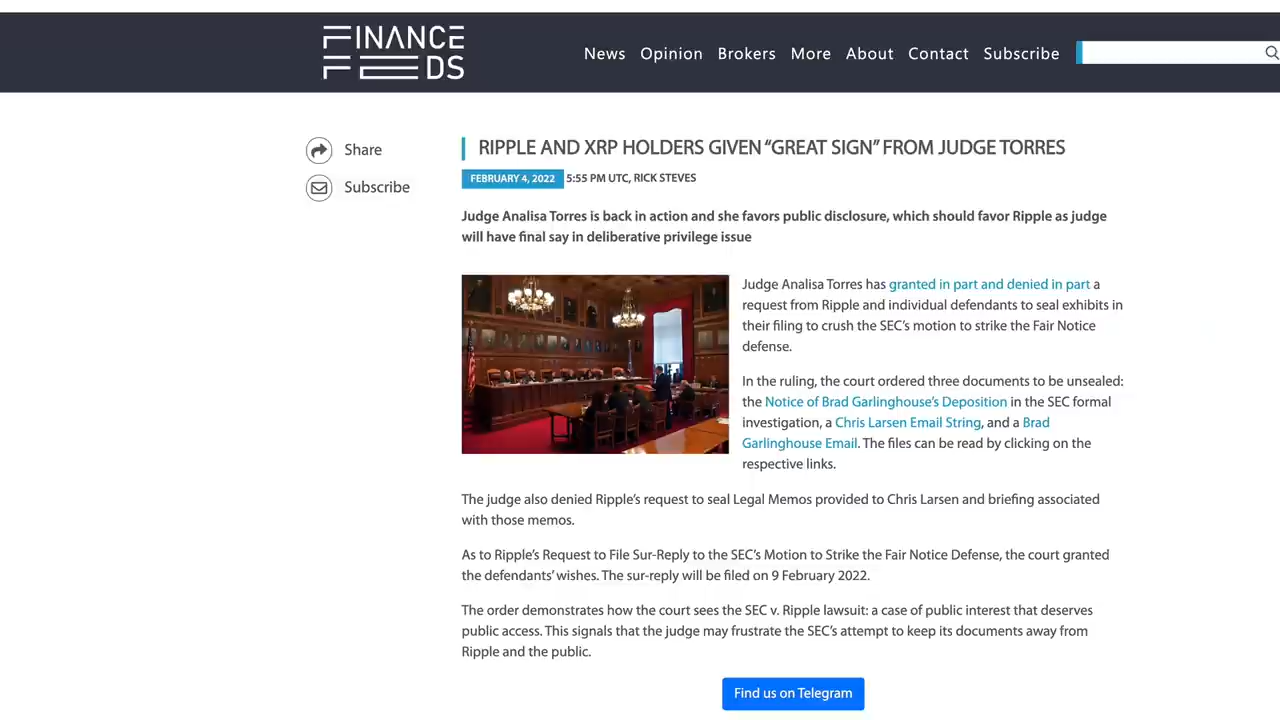 FINANCE
FEEDS
News Opinion Brokers More About Contact Subscribe
Share
Subscribe
RIPPLE AND XRP HOLDERS GIVEN “GREAT SIGN” FROM JUDGE TORRES
FEBRUARY 4, 2022 5:55 PM UTC, RICK STEVES
Judge Analisa Torres is back in action and she favors public disclosure, which should favor Ripple as judge
will have final say in deliberative privilege issue
Judge Analisa Torres has granted in part and denied in part a
request from Ripple and individual defendants to seal exhibits in
their filing to crush the SEC’s motion to strike the Fair Notice
defense.
In the ruling, the court ordered three documents to be unsealed:
the Notice of Brad Garlinghouse’s Deposition in the SEC formal
investigation, a Chris Larsen Email String, and a Brad
Garlinghouse Email. The files can be read by clicking on the
respective links.
The judge also denied Ripple’s request to seal Legal Memos provided to Chris Larsen and briefing associated
with those memos.
As to Ripple’s Request to File Sur-Reply to the SEC’s Motion to Strike the Fair Notice Defense, the court granted
the defendants’ wishes. The sur-reply will be filed on 9 February 2022.
The order demonstrates how the court sees the SEC v. Ripple lawsuit: a case of public interest that deserves
public access. This signals that the judge may frustrate the SEC’s attempt to keep its documents away from
Ripple and the public.
Find us on Telegram